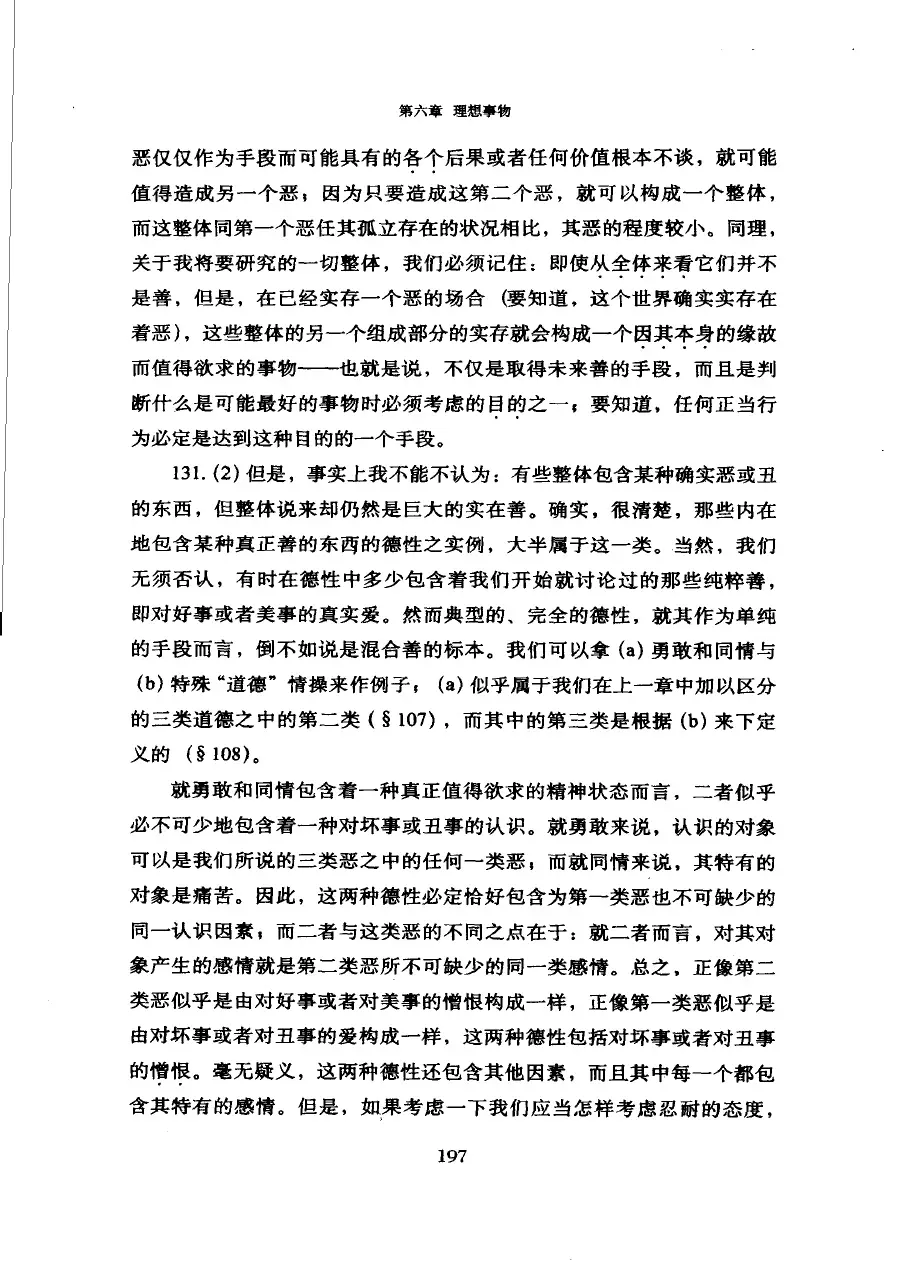 第六章 理想事物
恶仅仅作为手段而可能具有的各个后果或者任何价值根本不谈，就可能
值得造成另一个恶；因为只要造成这第二个恶，就可以构成一个整体，
而这整体同第一个恶任其孤立存在的状况相比，其恶的程度较小。同理，
关于我将要研究的一切整体，我们必须记住：即使从全体来看它们并不
是善，但是，在已经实存一个恶的场合（要知道，这个世界确实实存在
着恶），这些整体的另一个组成部分的实存就会构成一个因其本身的缘故
而值得欲求的事物——也就是说，不仅是取得未来善的手段，而且是判
断什么是可能最好的事物时必须考虑的目的之一；要知道，任何正当行
为必定是达到这种目的的一个手段。
131. (2) 但是，事实上我不能不认为：有些整体包含某种确实恶或丑
的东西，但整体说来却仍然是巨大的实在善。确实，很清楚，那些内在
地包含某种真正善的东西的德性之实例，大半属于这一类。当然，我们
无须否认，有时在德性中多少包含着我们开始就讨论过的那些纯粹善，
即对好事或者美事的真实爱。然而典型的、完全的德性，就其作为单纯
的手段而言，倒不如说是混合善的标本。我们可以拿 (a) 勇敢和同情与
(b) 特殊“道德”情操来作例子；(a) 似乎属于我们在上一章中加以区分
的三类道德之中的第二类（§107），而其中的第三类是根据 (b) 来下定
义的（§108）。
就勇敢和同情包含着一种真正值得欲求的精神状态而言，二者似乎
必不可少地包含着一种对坏事或丑事的认识。就勇敢来说，认识的对象
可以是我们所说的三类恶之中的任何一类恶；而就同情来说，其特有的
对象是痛苦。因此，这两种德性必定恰好包含为第一类恶也不可缺少的
同一认识因素；而二者与这类恶的不同之点在于：就二者而言，对其对
象产生的感情就是第二类恶所不可缺少的同一类感情。总之，正像第二
类恶似乎是由对好事或者对美事的憎恨构成一样，正像第一类恶似乎是
由对坏事或者对丑事的爱构成一样，这两种德性包括对坏事或者对丑事
的憎恨。毫无疑义，这两种德性还包含其他因素，而且其中每一个都包
含其特有的感情。但是，如果考虑一下我们应当怎样考虑忍耐的态度，
197